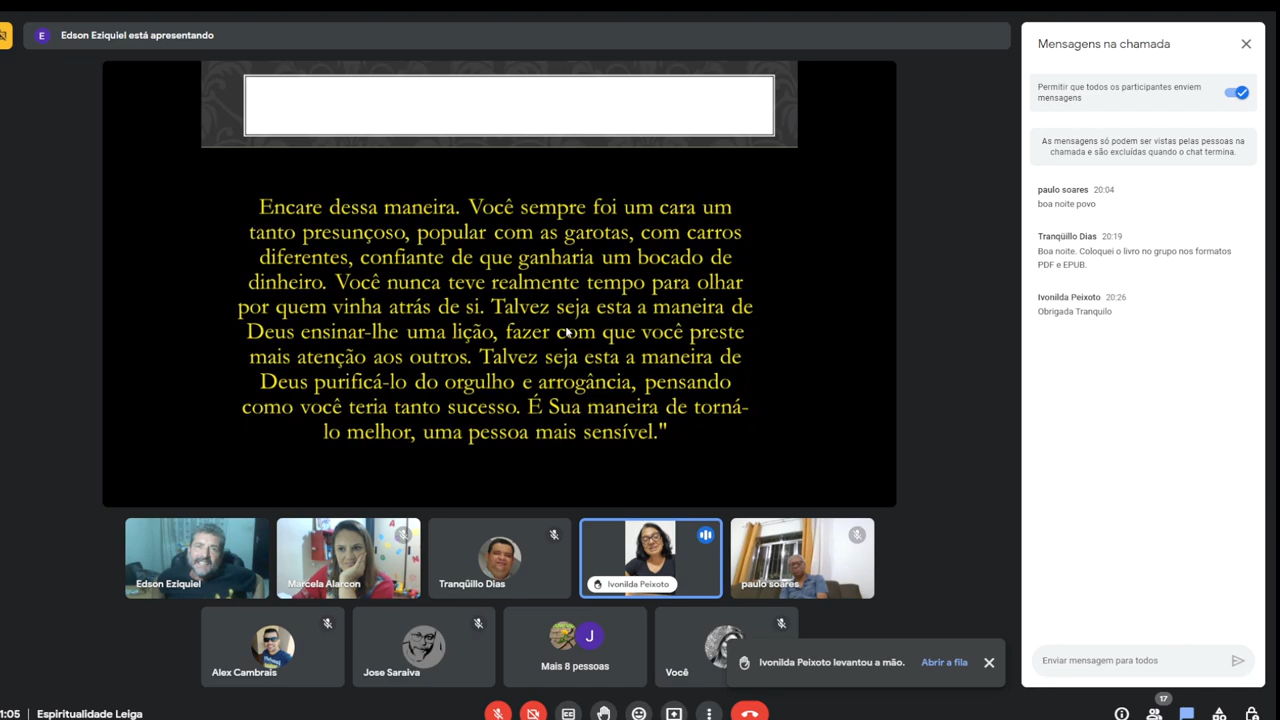 E Edson Eziquiel está apresentando
Encare dessa maneira. Você sempre foi um cara um
tanto presunçoso, popular com as garotas, com carros
diferentes, confiante de que ganharia um bocado de
dinheiro. Você nunca teve realmente tempo para olhar
por quem vinha atrás de si. Talvez seja esta a maneira de
Deus ensinar-lhe uma lição, fazer com que você preste
mais atenção aos outros. Talvez seja esta a maneira de
Deus purificá-lo do orgulho e arrogância, pensando
como você teria tanto sucesso. É Sua maneira de torná-
lo melhor, uma pessoa mais sensível."
Edson Eziquiel
Marcela Alarcon
Tranqüillo Dias
Ivonilda Peixoto
paulo soares
Alex Cambrais
Jose Saraiva
J
Mais 8 pessoas
Você
Ivonilda Peixoto levantou a mão. Abrir a fila
1:05 Espiritualidade Leiga
17
Mensagens na chamada
Permitir que todos os participantes enviem
mensagens
As mensagens só podem ser vistas pelas pessoas na
chamada e são excluídas quando o chat termina.
paulo soares 20:04
boa noite povo
Tranqüillo Dias 20:19
Boa noite. Coloquei o livro no grupo nos formatos
PDF e EPUB.
Ivonilda Peixoto 20:26
Obrigada Tranquilo
Enviar mensagem para todos